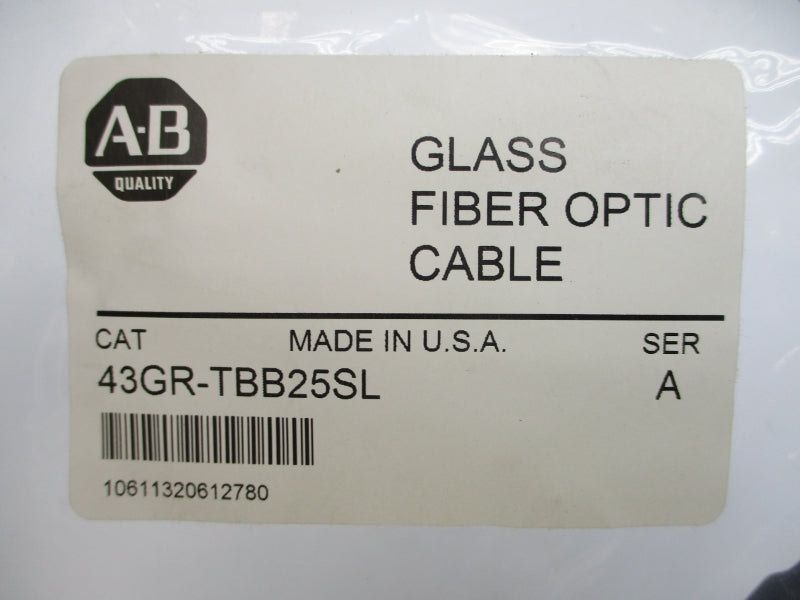 A-B
QUALITY
GLASS
FIBER OPTIC
CABLE
CAT MADE IN U.S.A. SER
43GR-TBB25SL A
10611320612780